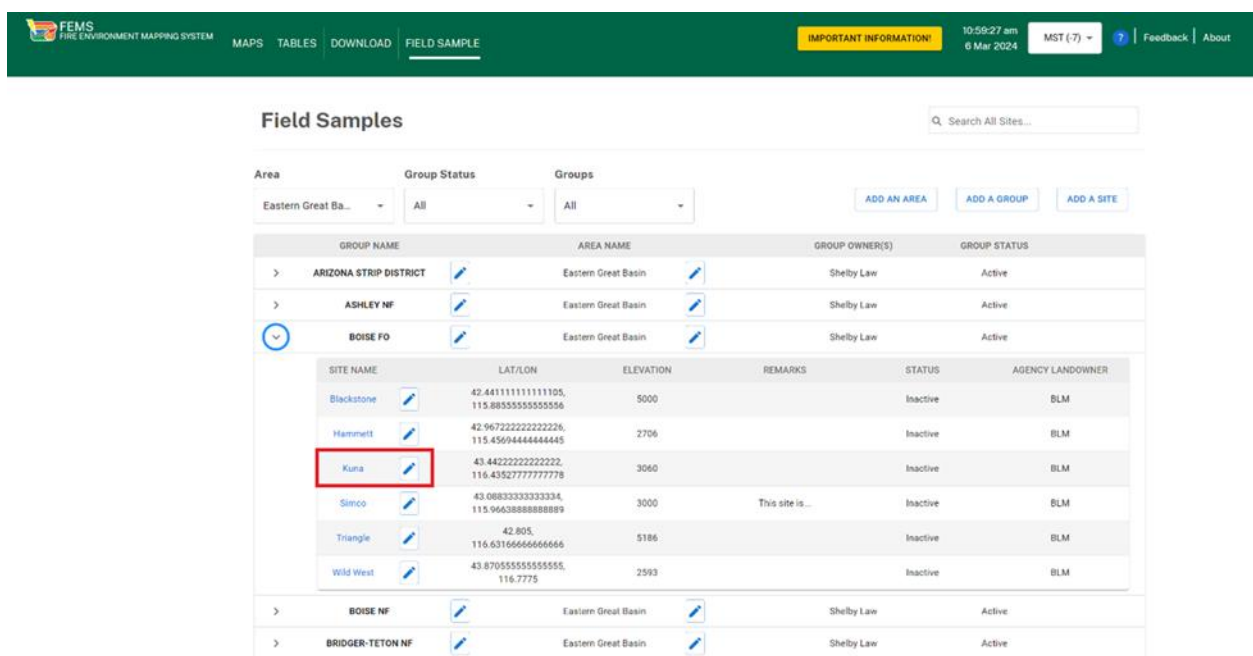 FEMS
FIRE ENVIRONMENT MAPPING SYSTEM
MAPS TABLES DOWNLOAD FIELD SAMPLE
IMPORTANT INFORMATION!
10:59:27 am
6 Mar 2024
MST (-7)
? Feedback About
Field Samples
Search All Sites...
Area Group Status Groups
Eastern Great Ba... All All
ADD AN AREA ADD A GROUP ADD A SITE
GROUP NAME AREA NAME GROUP OWNER(S) GROUP STATUS
ARIZONA STRIP DISTRICT Eastern Great Basin Shelby Law Active
ASHLEY NF Eastern Great Basin Shelby Law Active
BOISE FO Eastern Great Basin Shelby Law Active
SITE NAME LAT/LON ELEVATION REMARKS STATUS AGENCY LANDOWNER
Blackstone 42.441111111111105, 5000 Inactive BLM
115.88555555555556
Hammett 42.967222222222226, 2706 Inactive BLM
115.45694444444445
Kuna 43.44222222222222, 3060 Inactive BLM
116.43527777777778
Simco 43.08833333333334, 3000 This site is... Inactive BLM
115.96638888888889
Triangle 42.805, 5186 Inactive BLM
116.63166666666666
Wild West 43.870555555555555, 2593 Inactive BLM
116.7775
BOISE NF Eastern Great Basin Shelby Law Active
BRIDGER-TETON NF Eastern Great Basin Shelby Law Active